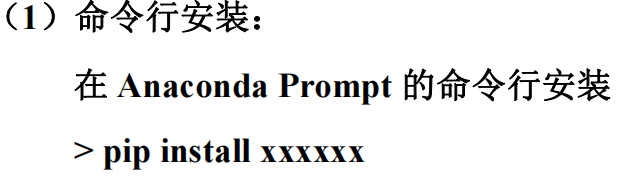 （1）命令行安装：
在 Anaconda Prompt 的命令行安装
> pip install xxxxxx